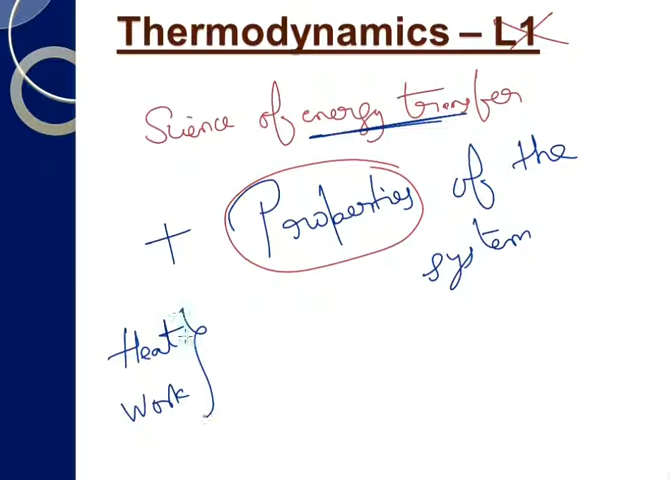 Thermodynamics – L1
Science of energy transfer
+ Properties of the
system
Heat
Work